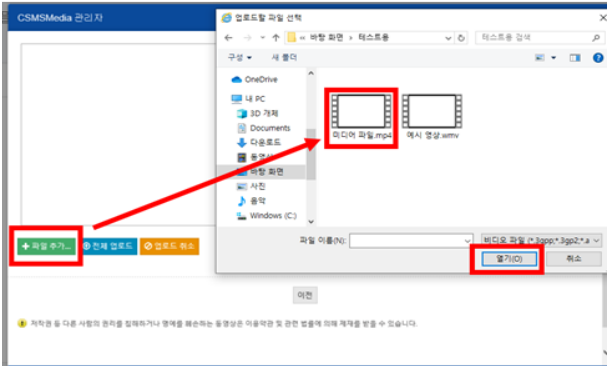 CSMSMedia 관리자
업로드할 파일 선택
« 바탕 화면 › 테스트용
테스트용 검색
구성
새 폴더
OneDrive
내 PC
3D 개체
Documents
다운로드
동영상
바탕 화면
사진
음악
Windows (C:)
미디어 파일.mp4
예시 영상.wmv
파일 이름(N):
비디오 파일 (*.3gpp;*.3gp2;*.a
열기(O)
취소
파일 추가...
전체 업로드
업로드 취소
이전
저작권 등 다른 사람의 권리를 침해하거나 명예를 훼손하는 동영상은 이용약관 및 관련 법률에 의해 제재를 받을 수 있습니다.